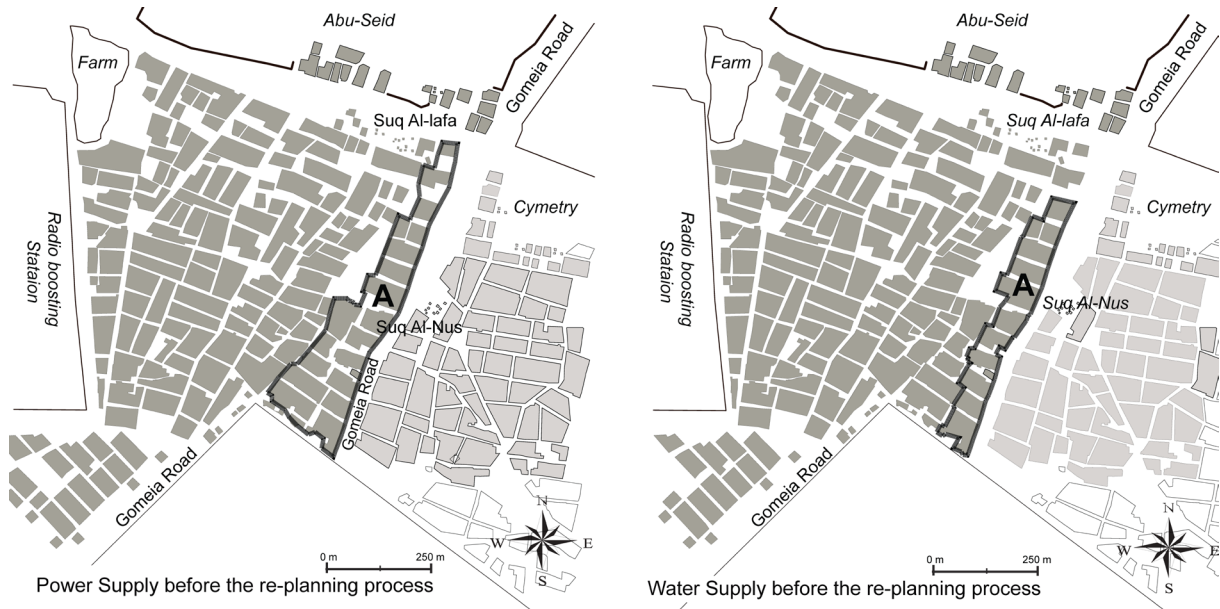 Abu-Seid
Farm
Gomeia Road
Suq Al-lafa
Cymetry
Radio boosting
Stataion
A
Suq Al-Nus
Gomeia Road
Gomeia Road
N
W E
S
0 m 250 m
Power Supply before the re-planning process
Abu-Seid
Farm
Gomeia Road
Suq Al-lafa
Cymetry
Radio boosting
Stataion
A
Suq Al-Nus
Gomeia Road
N
W E
S
0 m 250 m
Water Supply before the re-planning process